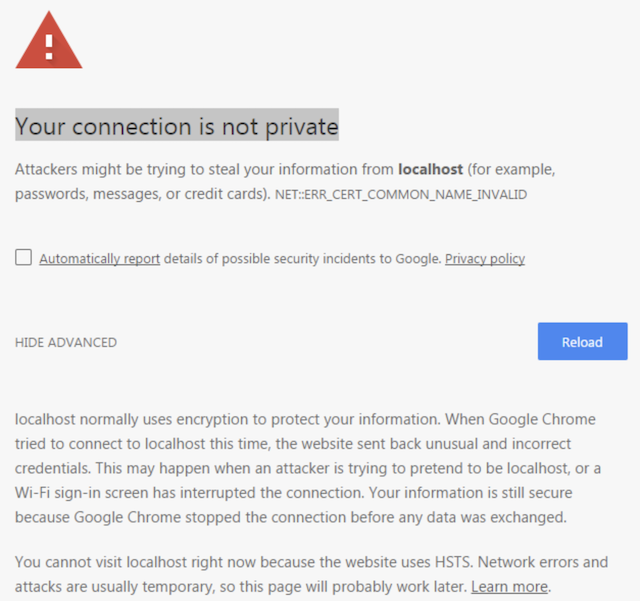 Your connection is not private
Attackers might be trying to steal your information from localhost (for example,
passwords, messages, or credit cards). NET::ERR_CERT_COMMON_NAME_INVALID
Automatically report details of possible security incidents to Google. Privacy policy
HIDE ADVANCED
Reload
localhost normally uses encryption to protect your information. When Google Chrome
tried to connect to localhost this time, the website sent back unusual and incorrect
credentials. This may happen when an attacker is trying to pretend to be localhost, or a
Wi-Fi sign-in screen has interrupted the connection. Your information is still secure
because Google Chrome stopped the connection before any data was exchanged.
You cannot visit localhost right now because the website uses HSTS. Network errors and
attacks are usually temporary, so this page will probably work later. Learn more.